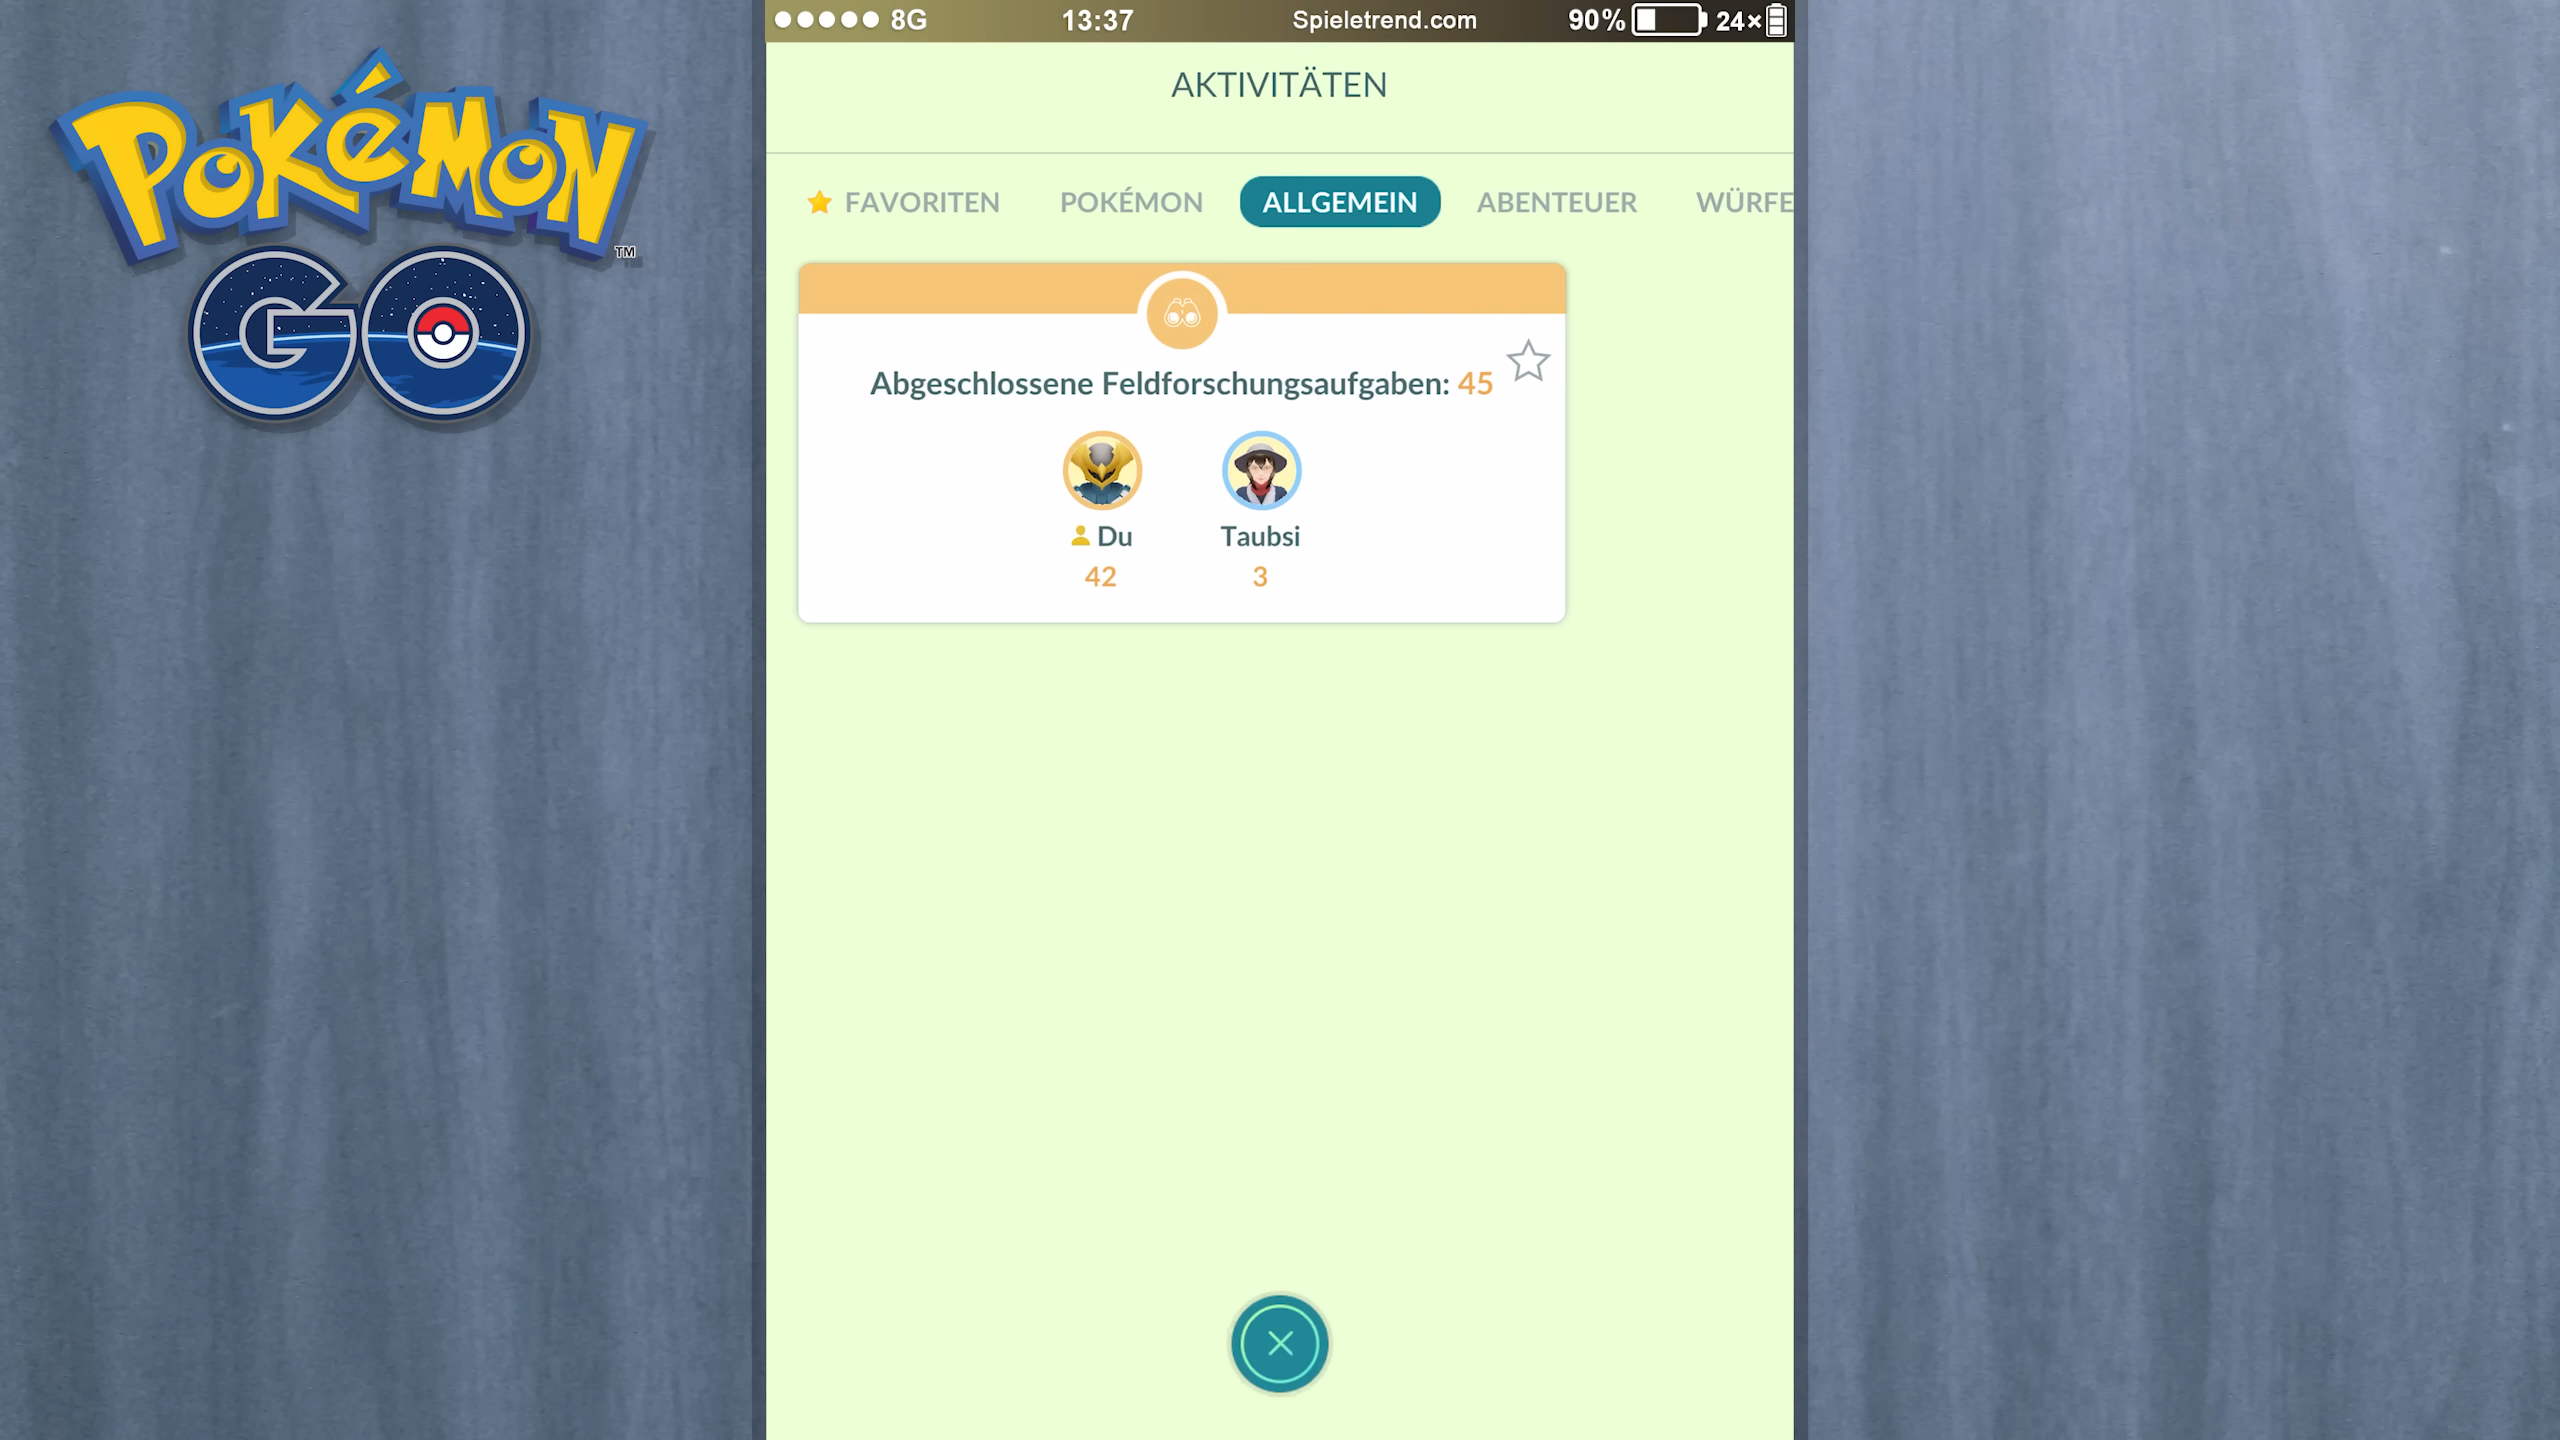 POKÉMON
GO
TM
8G 13:37 Spieletrend.com 90% 24×
AKTIVITÄTEN
FAVORITEN POKÉMON ALLGEMEIN ABENTEUER WÜRFE
Abgeschlossene Feldforschungsaufgaben: 45
Du Taubsi
42 3